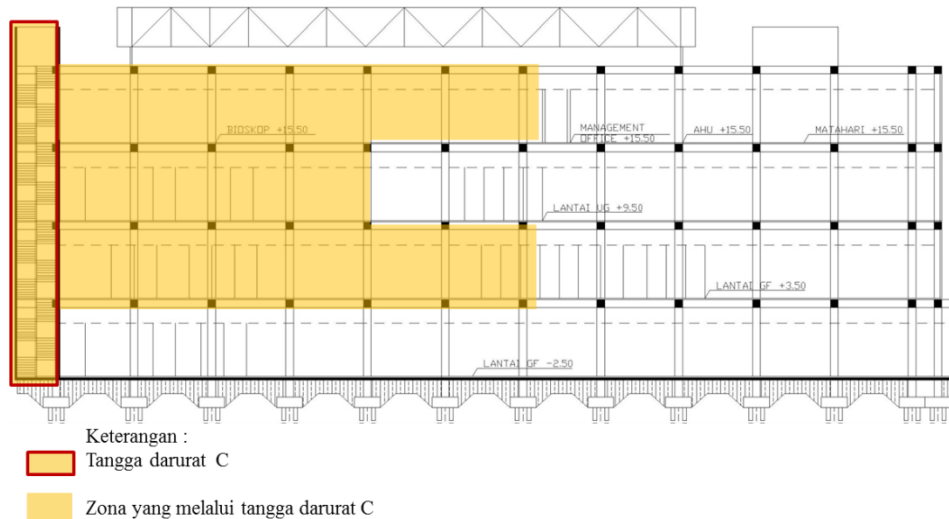 BIOSKOP +15.50
MANAGEMENT
OFFICE +15.50
AHU +15.50
MATAHARI +15.50
LANTAI UG +9.50
LANTAI GF +3.50
LANTAI GF -2.50
Keterangan :
Tangga darurat C
Zona yang melalui tangga darurat C